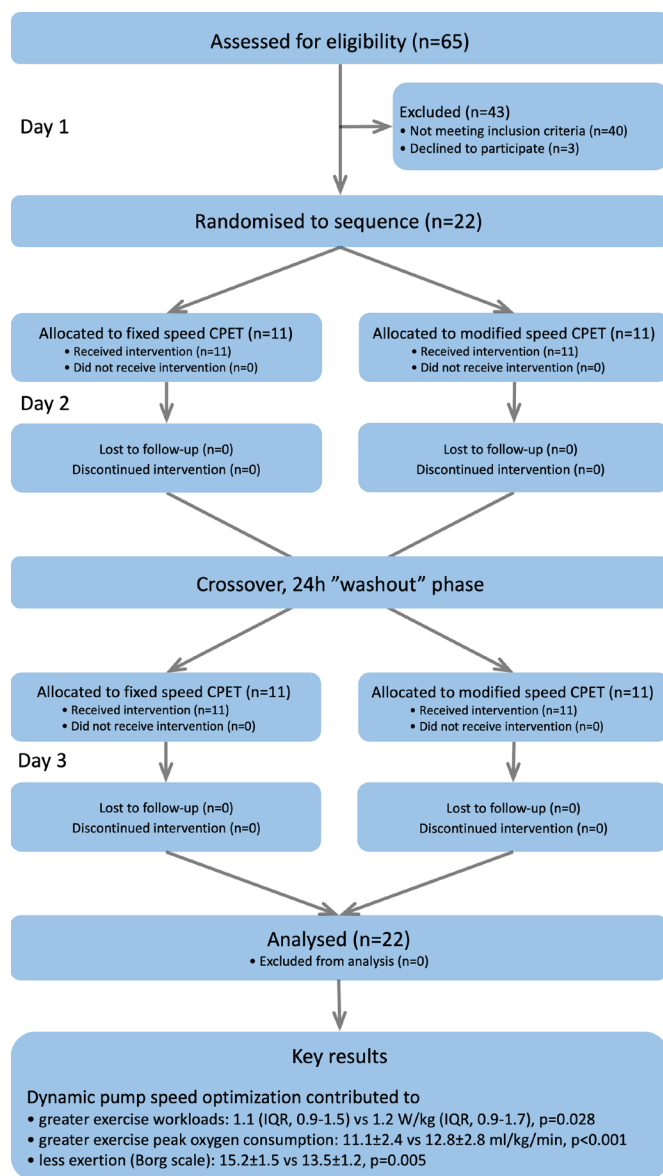 Assessed for eligibility (n=65)
Day 1
Excluded (n=43)
• Not meeting inclusion criteria (n=40)
• Declined to participate (n=3)
Randomised to sequence (n=22)
Allocated to fixed speed CPET (n=11)
• Received intervention (n=11)
• Did not receive intervention (n=0)
Allocated to modified speed CPET (n=11)
• Received intervention (n=11)
• Did not receive intervention (n=0)
Day 2
Lost to follow-up (n=0)
Discontinued intervention (n=0)
Lost to follow-up (n=0)
Discontinued intervention (n=0)
Crossover, 24h ”washout” phase
Allocated to fixed speed CPET (n=11)
• Received intervention (n=11)
• Did not receive intervention (n=0)
Allocated to modified speed CPET (n=11)
• Received intervention (n=11)
• Did not receive intervention (n=0)
Day 3
Lost to follow-up (n=0)
Discontinued intervention (n=0)
Lost to follow-up (n=0)
Discontinued intervention (n=0)
Analysed (n=22)
• Excluded from analysis (n=0)
Key results
Dynamic pump speed optimization contributed to
• greater exercise workloads: 1.1 (IQR, 0.9-1.5) vs 1.2 W/kg (IQR, 0.9-1.7), p=0.028
• greater exercise peak oxygen consumption: 11.1±2.4 vs 12.8±2.8 ml/kg/min, p<0.001
• less exertion (Borg scale): 15.2±1.5 vs 13.5±1.2, p=0.005